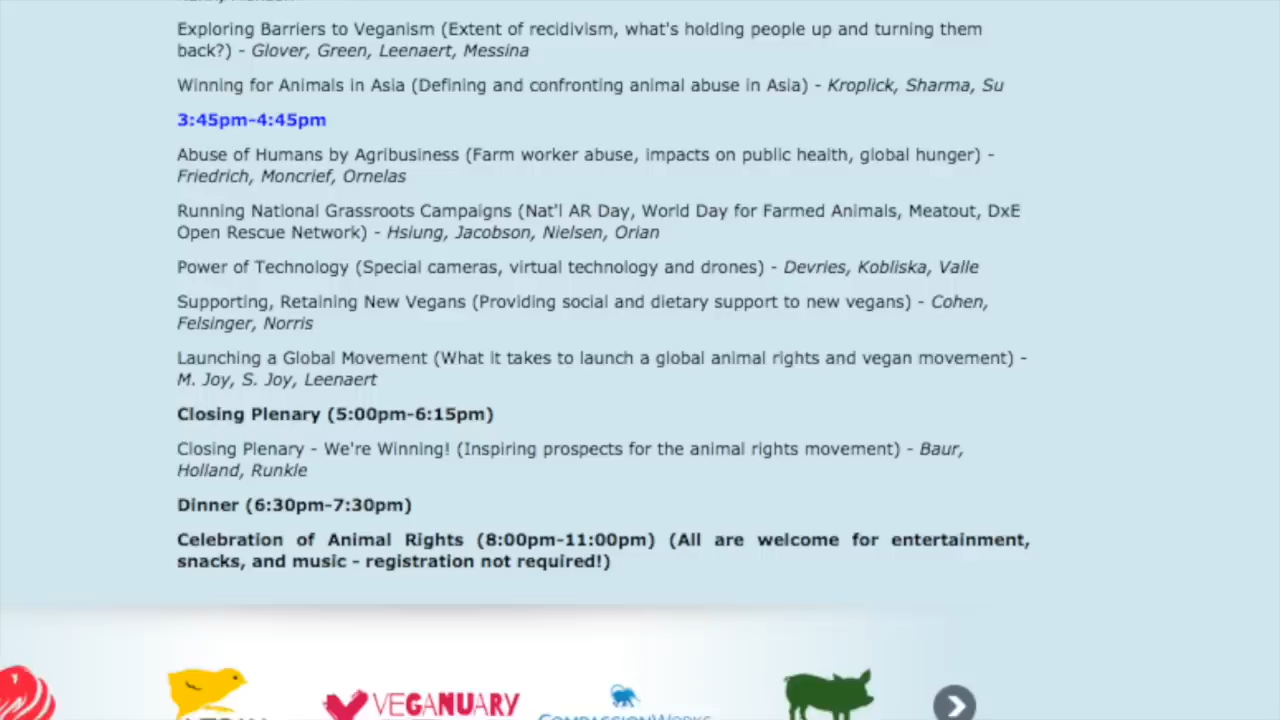 Exploring Barriers to Veganism (Extent of recidivism, what's holding people up and turning them
back?) - Glover, Green, Leenaert, Messina
Winning for Animals in Asia (Defining and confronting animal abuse in Asia) - Kroplick, Sharma, Su
3:45pm-4:45pm
Abuse of Humans by Agribusiness (Farm worker abuse, impacts on public health, global hunger) -
Friedrich, Moncrief, Ornelas
Running National Grassroots Campaigns (Nat'l AR Day, World Day for Farmed Animals, Meatout, DxE
Open Rescue Network) - Hsiung, Jacobson, Nielsen, Orian
Power of Technology (Special cameras, virtual technology and drones) - Devries, Kobliska, Valle
Supporting, Retaining New Vegans (Providing social and dietary support to new vegans) - Cohen,
Felsinger, Norris
Launching a Global Movement (What it takes to launch a global animal rights and vegan movement) -
M. Joy, S. Joy, Leenaert
Closing Plenary (5:00pm-6:15pm)
Closing Plenary - We're Winning! (Inspiring prospects for the animal rights movement) - Baur,
Holland, Runkle
Dinner (6:30pm-7:30pm)
Celebration of Animal Rights (8:00pm-11:00pm) (All are welcome for entertainment,
snacks, and music - registration not required!)
VEGANUARY
COMPASSIONWORKS